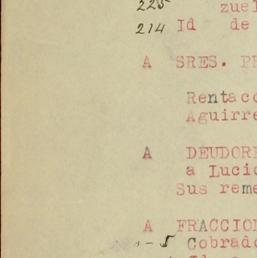 225 zuel
214 Id de
A SRES. PR
Rentaco
Aguirre
A DEUDORE
a Lucio
Sus reme
A FRACCION
1-5 Cobrado